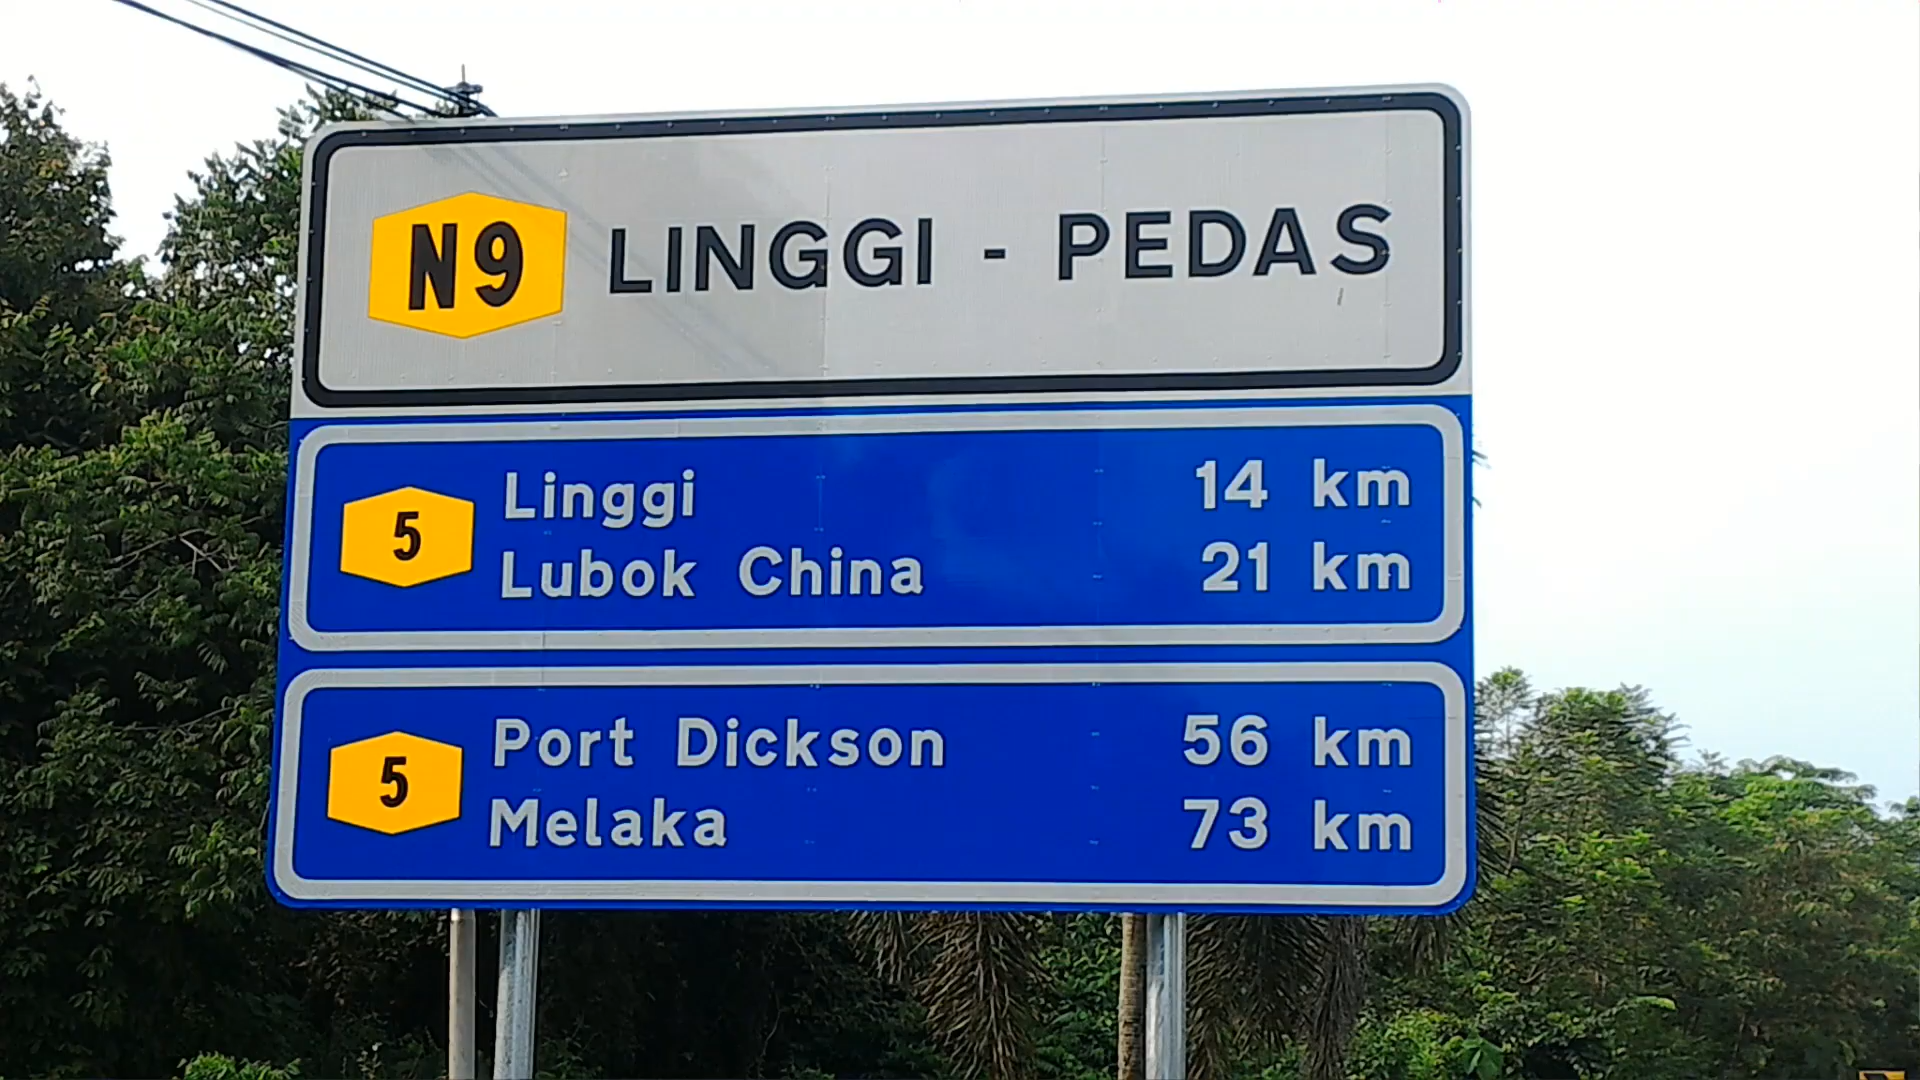 N9 LINGGI - PEDAS
5
Linggi 14 km
Lubok China 21 km
5
Port Dickson 56 km
Melaka 73 km